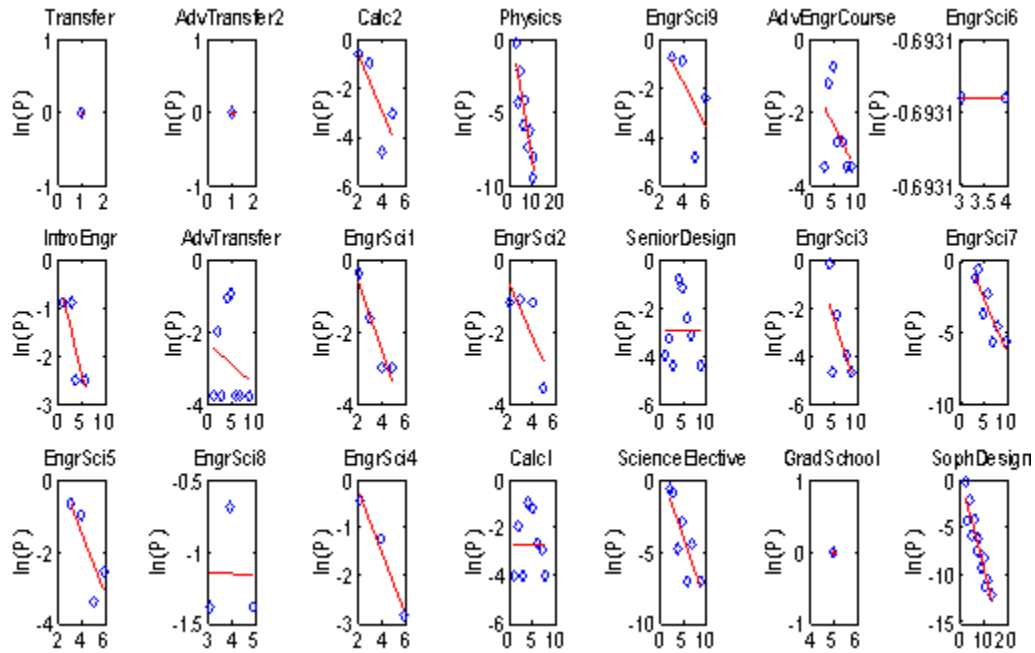 Transfer AdvTransfer2 Calc2 Physics EngrSci9 AdvEngrCourse EngrSci6
1 1 0 0 0 0 -0.6931
ln(P) ln(P) ln(P) ln(P) ln(P) ln(P) ln(P)
-2 -2
0 0 -5 -2 -0.6931
-4 -4
-1 -1 -6 -10 -6 -4 -0.6931
0 1 2 0 1 2 2 4 6 0 10 20 2 4 6 0 5 10 3 3.5 4
IntroEngr AdvTransfer EngrSci1 EngrSci2 SeniorDesign EngrSci3 EngrSci7
0 0 0 0 0 0 0
ln(P) ln(P) ln(P) ln(P) ln(P) ln(P) ln(P)
-1 -2 -2 -2
-2 -2 -5
-2 -4 -4 -4
-3 -4 -4 -6 -6 -6 -10
0 5 10 0 5 10 2 4 6 2 4 6 0 5 10 0 5 10 0 5 10
EngrSci5 EngrSci8 EngrSci4 CalcI ScienceElective GradSchool SophDesign
0 -0.5 0 0 0 1 0
ln(P) ln(P) ln(P) ln(P) ln(P) ln(P) ln(P)
-1 -2 -5
-2 -1 -5 0
-2 -4 -10
-4 -1.5 -3 -6 -10 -1 -15
2 4 6 3 4 5 2 4 6 0 5 10 0 5 10 4 5 6 0 10 20